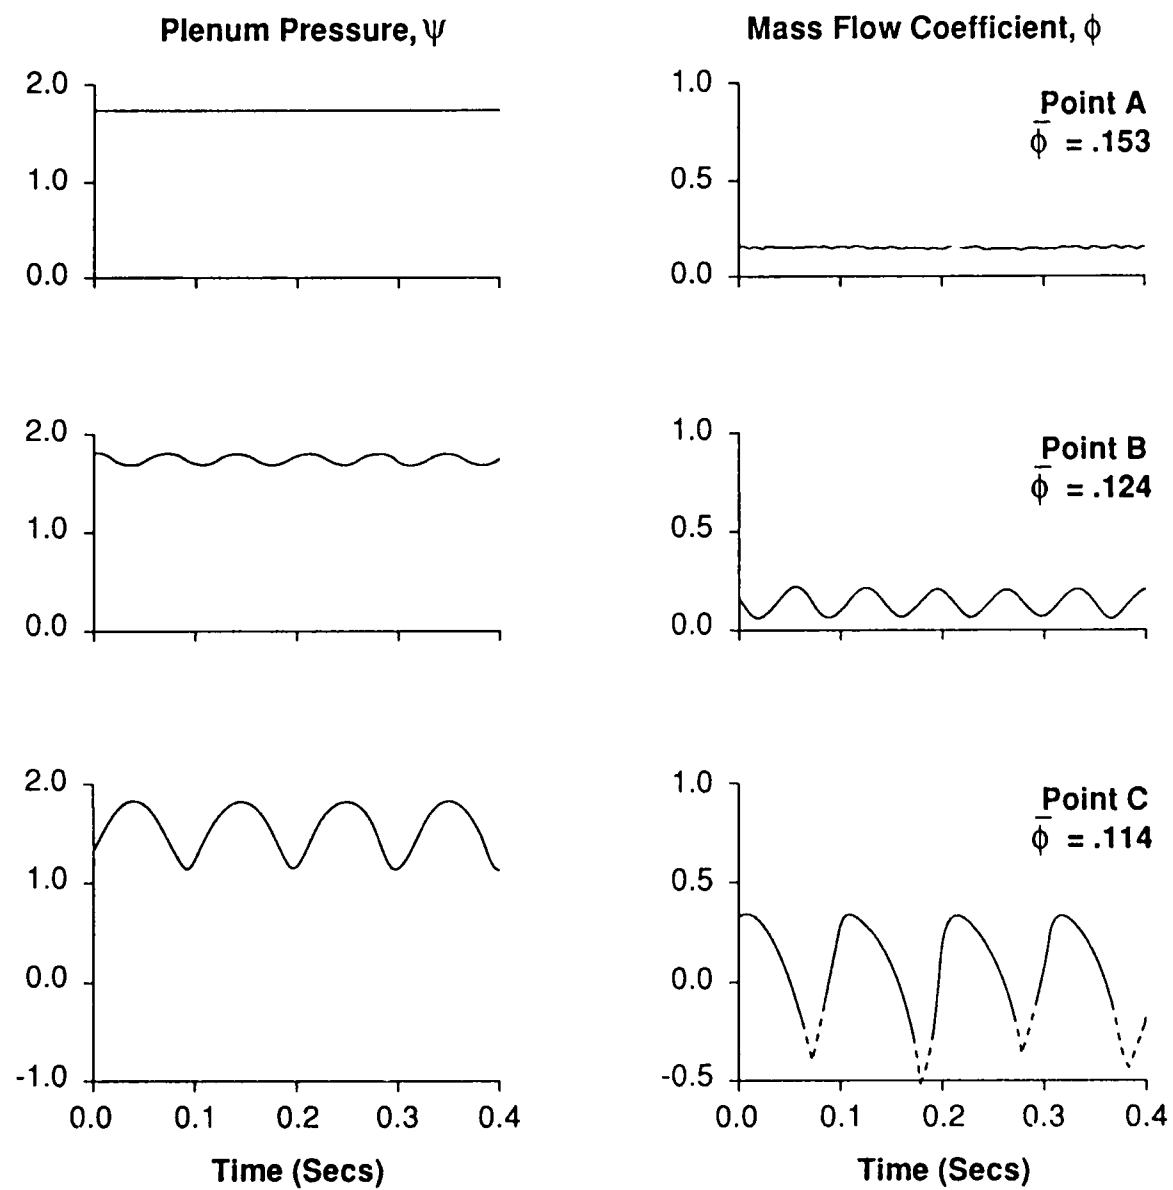 Plenum Pressure, ψ
Mass Flow Coefficient, ϕ
2.0
1.0
0.0
1.0
0.5
0.0
Point A
ϕ̄ = .153
2.0
1.0
0.0
1.0
0.5
0.0
Point B
ϕ̄ = .124
2.0
1.0
0.0
-1.0
0.0 0.1 0.2 0.3 0.4
Time (Secs)
1.0
0.5
0.0
-0.5
Point C
ϕ̄ = .114
0.0 0.1 0.2 0.3 0.4
Time (Secs)